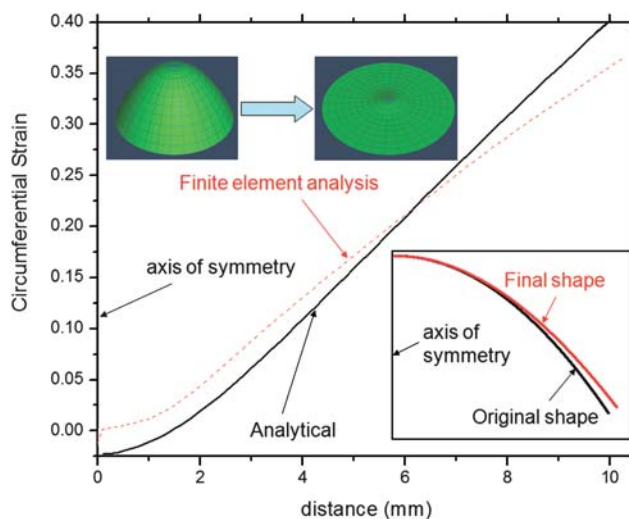 0.40
0.35
0.30
0.25
0.20
0.15
0.10
0.05
0.00
Circumferential Strain
Finite element analysis
axis of symmetry
Analytical
Final shape
axis of
symmetry
Original shape
0 2 4 6 8 10
distance (mm)